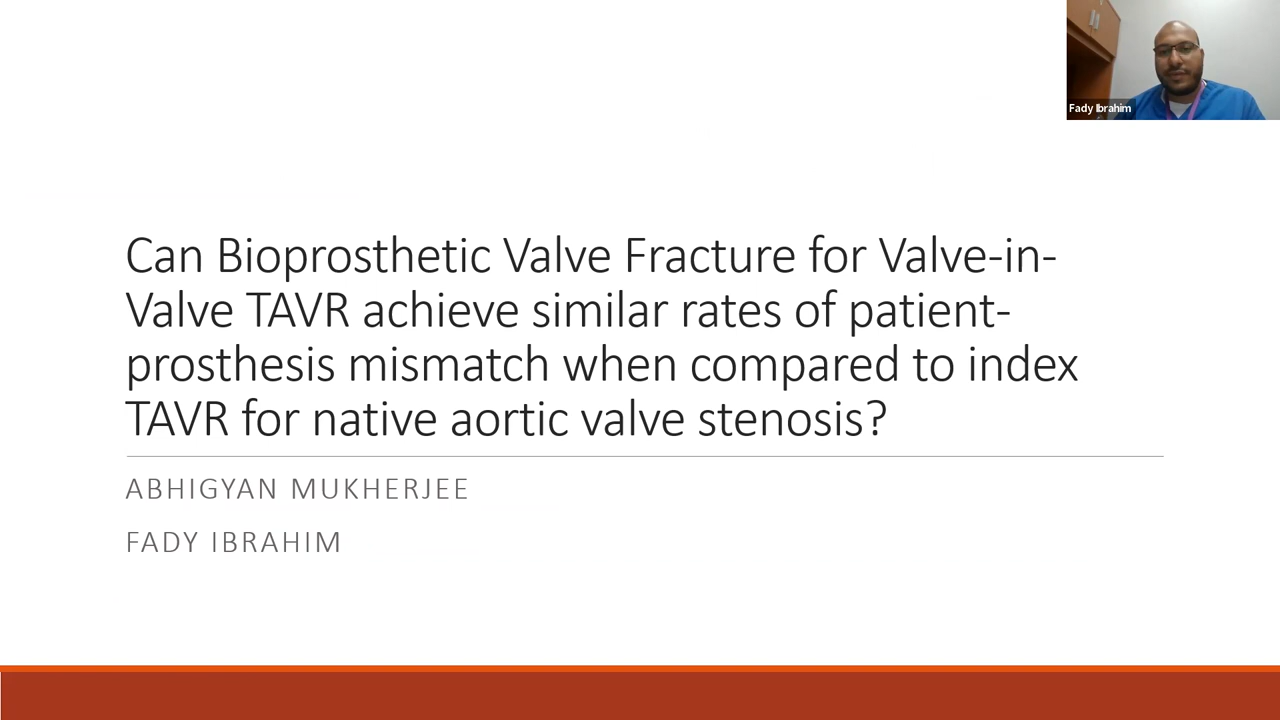 Fady Ibrahim
Can Bioprosthetic Valve Fracture for Valve-in-
Valve TAVR achieve similar rates of patient-
prosthesis mismatch when compared to index
TAVR for native aortic valve stenosis?
ABHIGYAN MUKHERJEE
FADY IBRAHIM